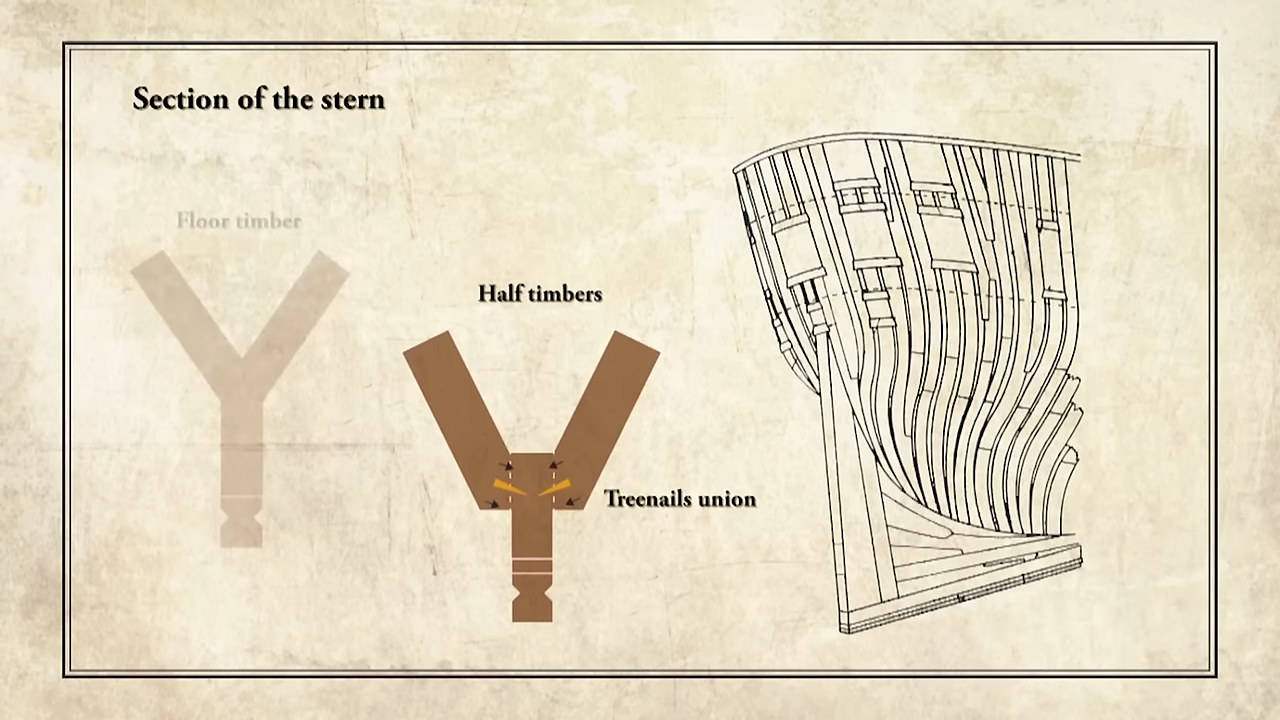 Section of the stern
Floor timber
Half timbers
Treenails union